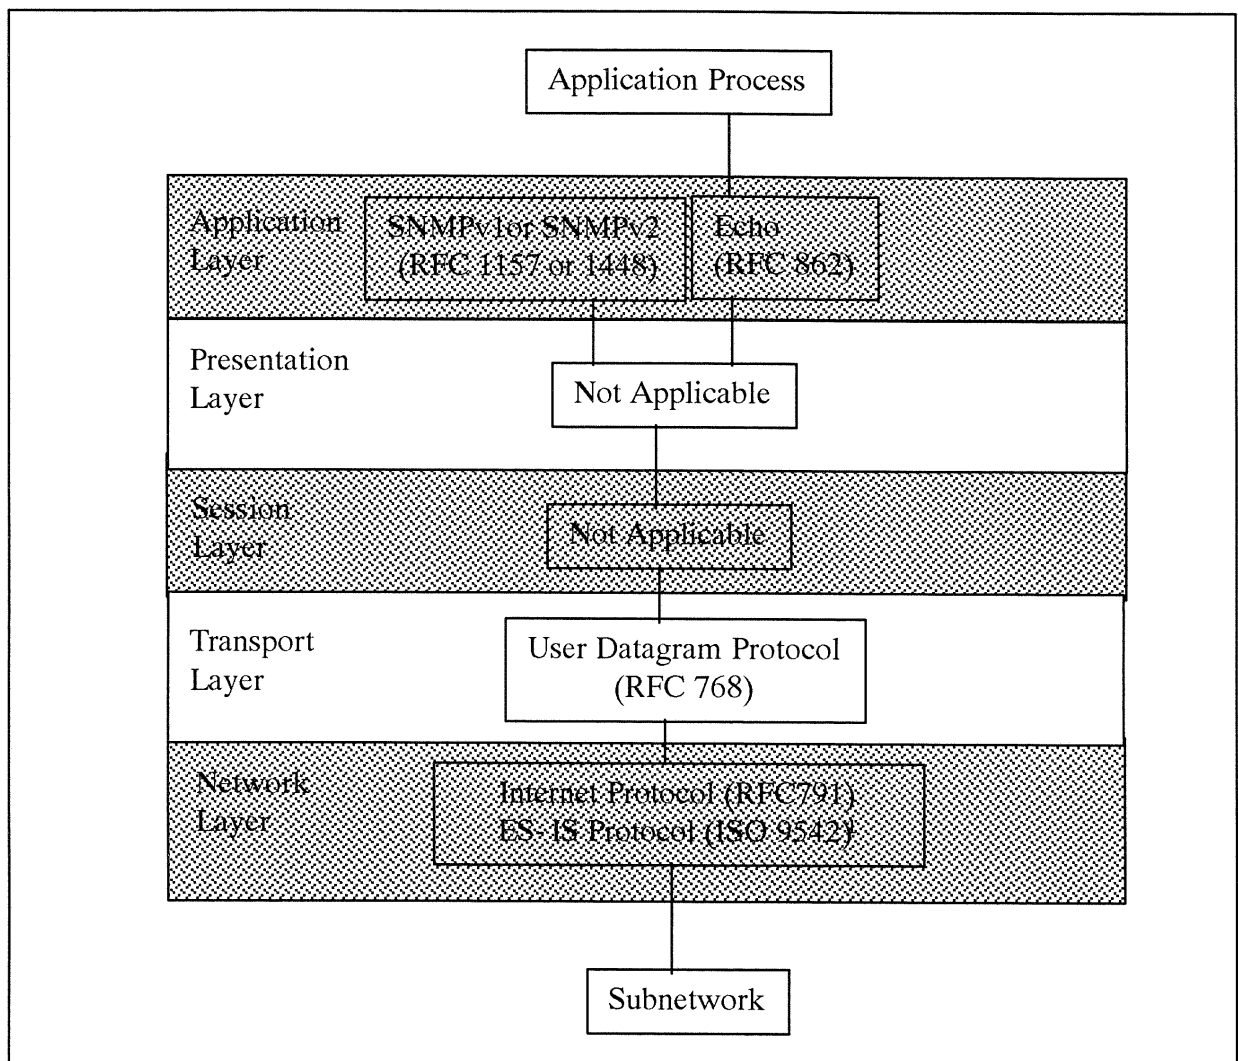 Application Process
Application
Layer
SNMPv1or SNMPv2
(RFC 1157 or 1448)
Echo
(RFC 862)
Presentation
Layer
Not Applicable
Session
Layer
Not Applicable
Transport
Layer
User Datagram Protocol
(RFC 768)
Network
Layer
Internet Protocol (RFC791)
ES-IS Protocol (ISO 9542)
Subnetwork